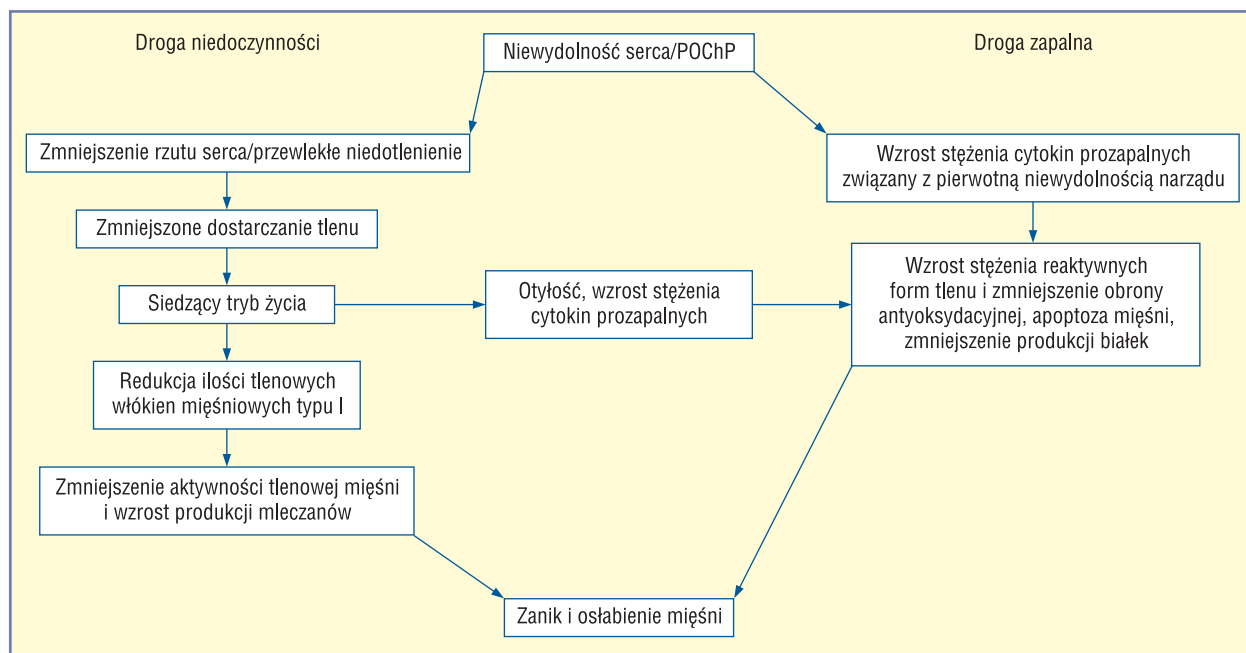 Droga niedoczynności
Niewydolność serca/POChP
Droga zapalna
Zmniejszenie rzutu serca/przewlekłe niedotlenienie
Wzrost stężenia cytokin prozapalnych
związany z pierwotną niewydolnością narządu
Zmniejszone dostarczanie tlenu
Siedzący tryb życia
Otyłość, wzrost stężenia
cytokin prozapalnych
Wzrost stężenia reaktywnych
form tlenu i zmniejszenie obrony
antyoksydacyjnej, apoptoza mięśni,
zmniejszenie produkcji białek
Redukcja ilości tlenowych
włókien mięśniowych typu I
Zmniejszenie aktywności tlenowej mięśni
i wzrost produkcji mleczanów
Zanik i osłabienie mięśni